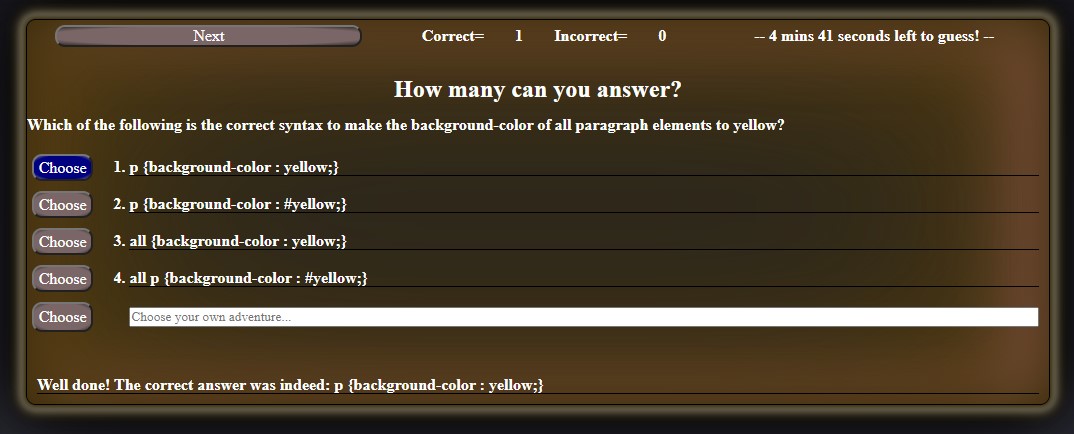 Next Correct= 1 Incorrect= 0 -- 4 mins 41 seconds left to guess! --
How many can you answer?
Which of the following is the correct syntax to make the background-color of all paragraph elements to yellow?
Choose 1. p {background-color : yellow;}
Choose 2. p {background-color : #yellow;}
Choose 3. all {background-color : yellow;}
Choose 4. all p {background-color : #yellow;}
Choose Choose your own adventure...
Well done! The correct answer was indeed: p {background-color : yellow;}